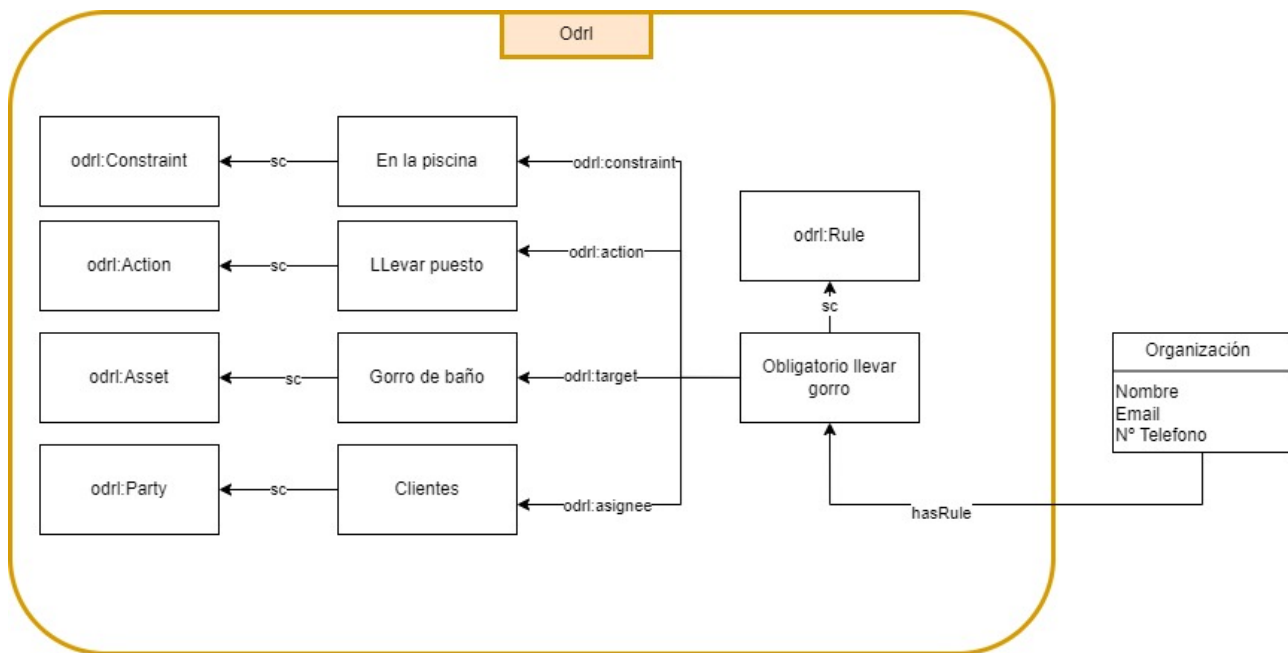 Odrl
odrl:Constraint
sc
En la piscina
odrl:constraint
odrl:Action
sc
LLevar puesto
odrl:action
odrl:Rule
sc
odrl:Asset
sc
Gorro de baño
odrl:target
Obligatorio llevar
gorro
Organización
Nombre
Email
Nº Telefono
odrl:Party
sc
Clientes
odrl:asignee
hasRule